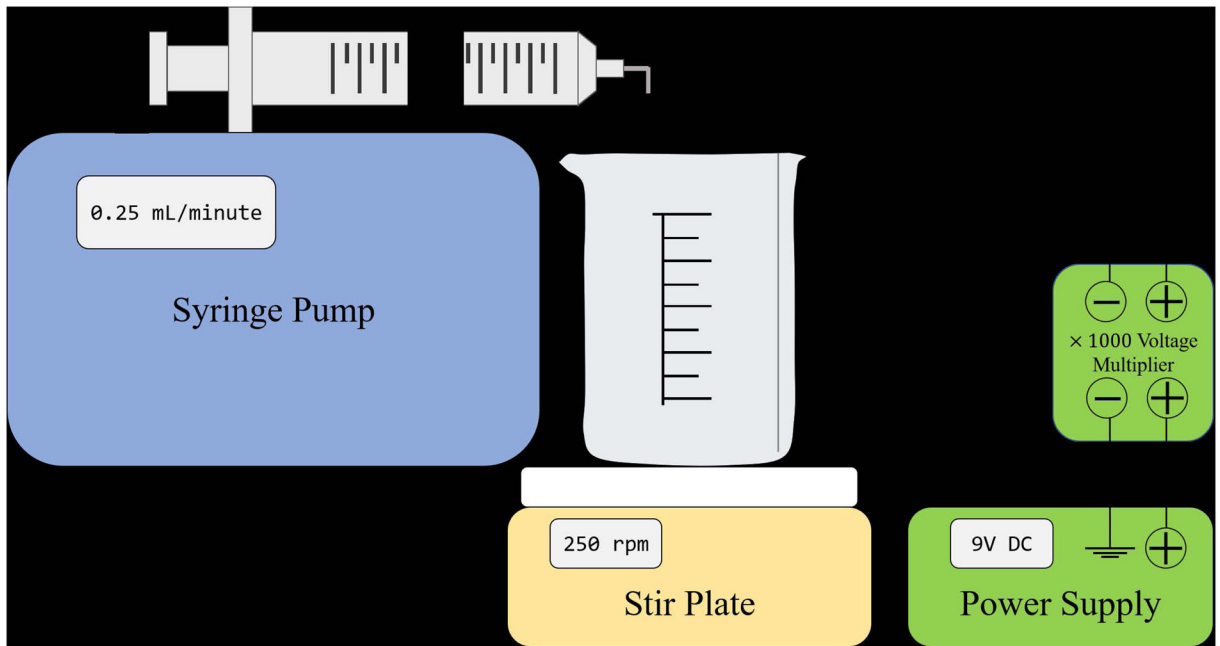 0.25 mL/minute
Syringe Pump
× 1000 Voltage
Multiplier
250 rpm
Stir Plate
9V DC
Power Supply